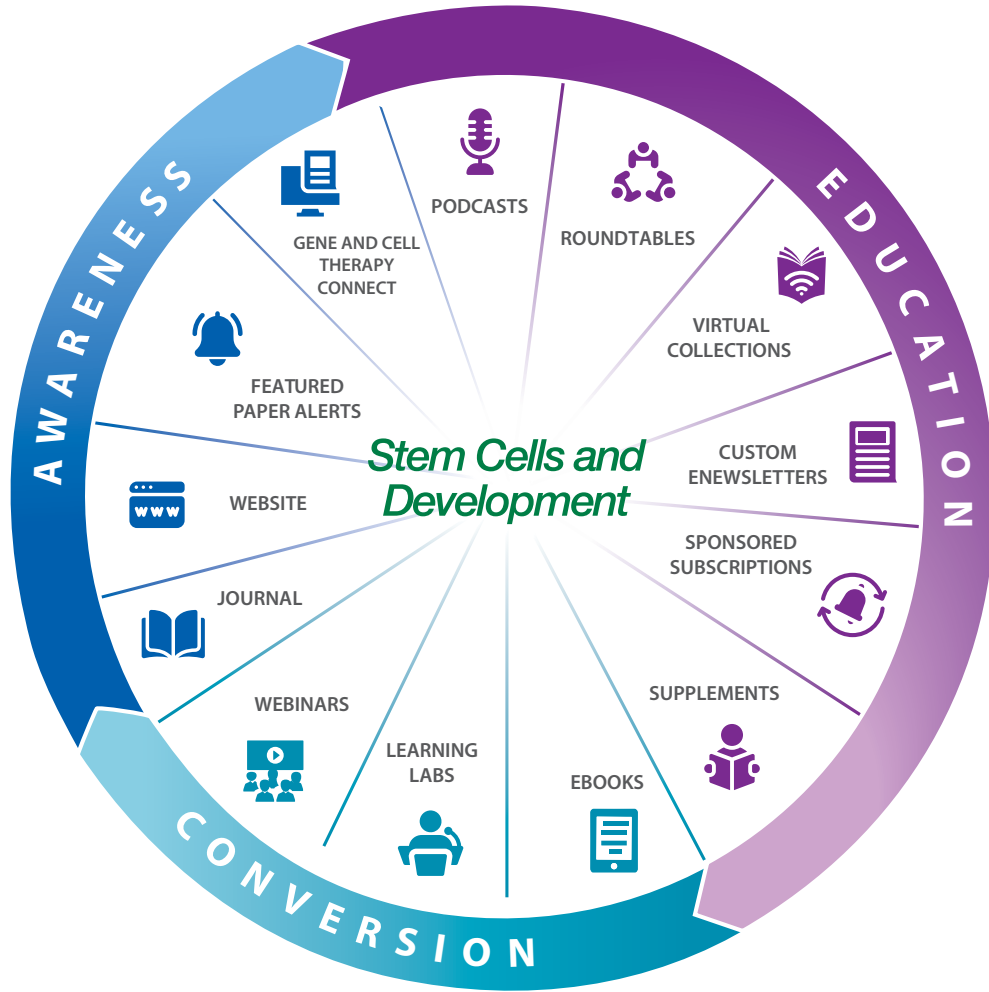 AWARENESS
EDUCATION
CONVERSION
Stem Cells and
Development
PODCASTS
ROUNDTABLES
VIRTUAL
COLLECTIONS
CUSTOM
ENEWSLETTERS
SPONSORED
SUBSCRIPTIONS
SUPPLEMENTS
EBOOKS
LEARNING
LABS
WEBINARS
JOURNAL
WEBSITE
www
FEATURED
PAPER ALERTS
GENE AND CELL
THERAPY
CONNECT